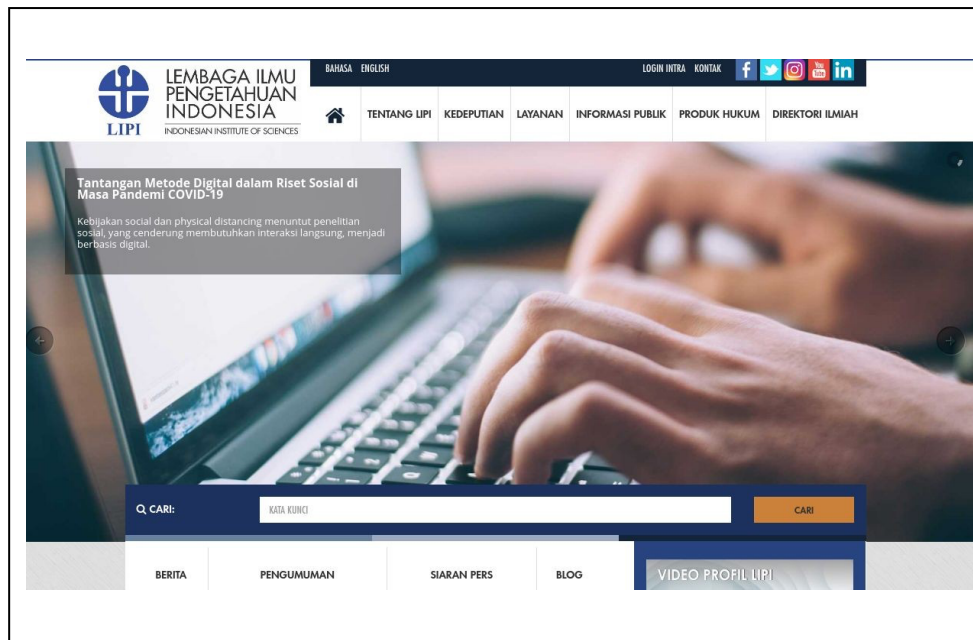 BAHASA ENGLISH
LOGIN INTRA KONTAK
You Tube
LIPI
LEMBAGA ILMU
PENGETAHUAN
INDONESIA
INDONESIAN INSTITUTE OF SCIENCES
TENTANG LIPI KEDEPUTIAN LAYANAN INFORMASI PUBLIK PRODUK HUKUM DIREKTORI ILMIAH
Tantangan Metode Digital dalam Riset Sosial di
Masa Pandemi COVID-19
Kebijakan social dan physical distancing menuntut penelitian
sosial, yang cenderung membutuhkan interaksi langsung, menjadi
berbasis digital.
CARI:
KATA KUNCI
CARI
BERITA PENGUMUMAN SIARAN PERS BLOG
VIDEO PROFIL LIPI